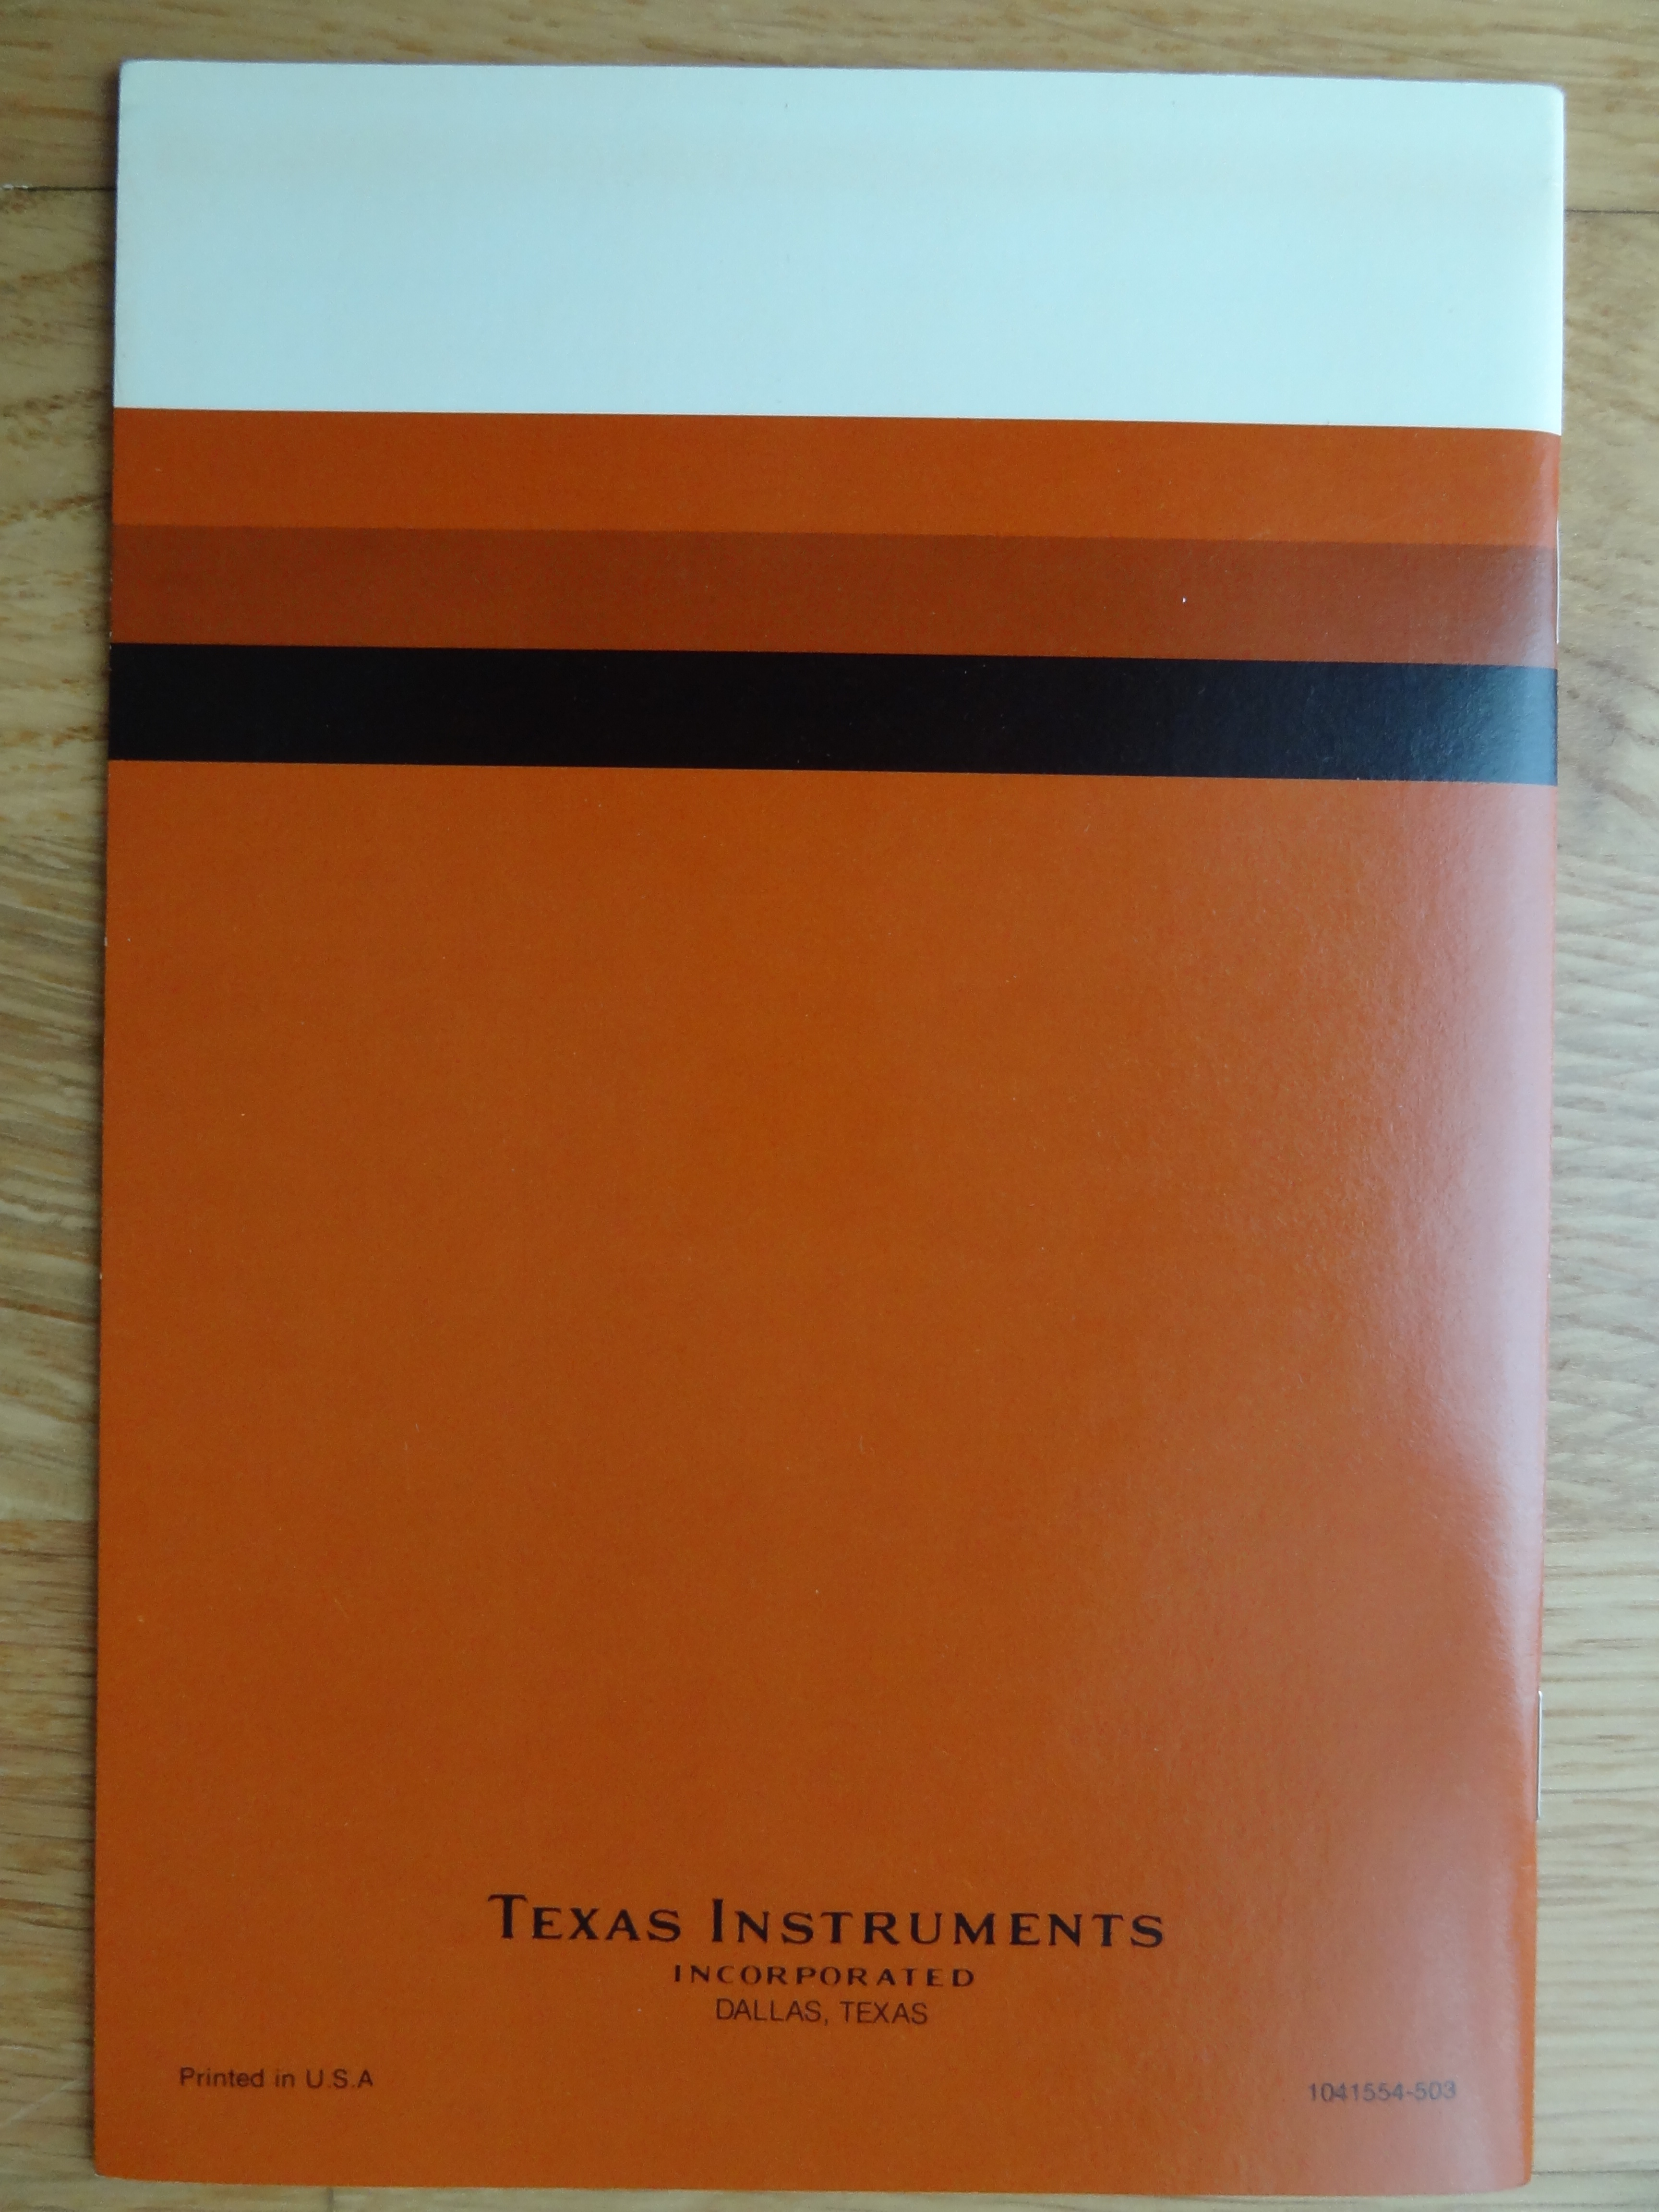 TEXAS INSTRUMENTS
INCORPORATED
DALLAS, TEXAS
Printed in U.S.A
1041554-503